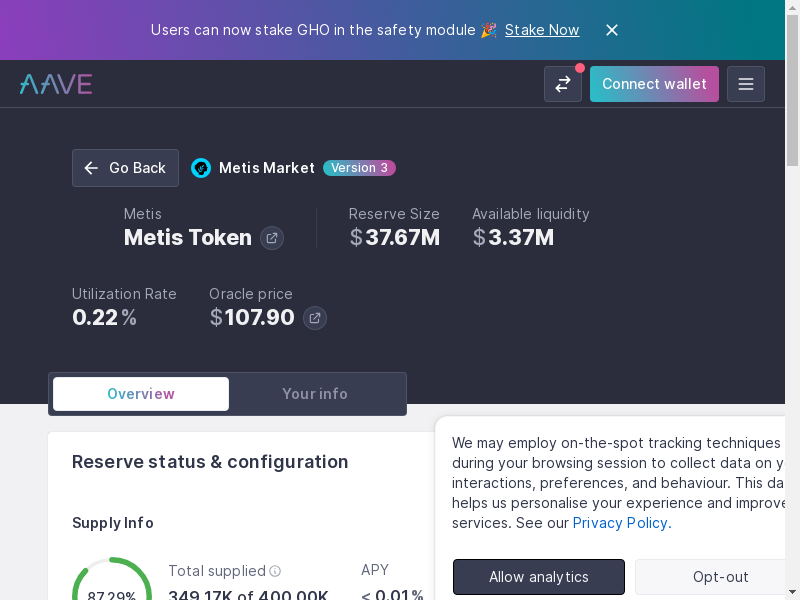 Users can now stake GHO in the safety module 🎉 Stake Now
AAVE
Connect wallet
Go Back
Metis Market
Version 3
Metis
Metis Token
Reserve Size
$37.67M
Available liquidity
$3.37M
Utilization Rate
0.22%
Oracle price
$107.90
Overview
Your info
Reserve status & configuration
Supply Info
87.29%
Total supplied
349.17K of 400.00K
APY
< 0.01%
We may employ on-the-spot tracking techniques
during your browsing session to collect data on y
interactions, preferences, and behaviour. This da
helps us personalise your experience and improve
services. See our Privacy Policy.
Allow analytics
Opt-out